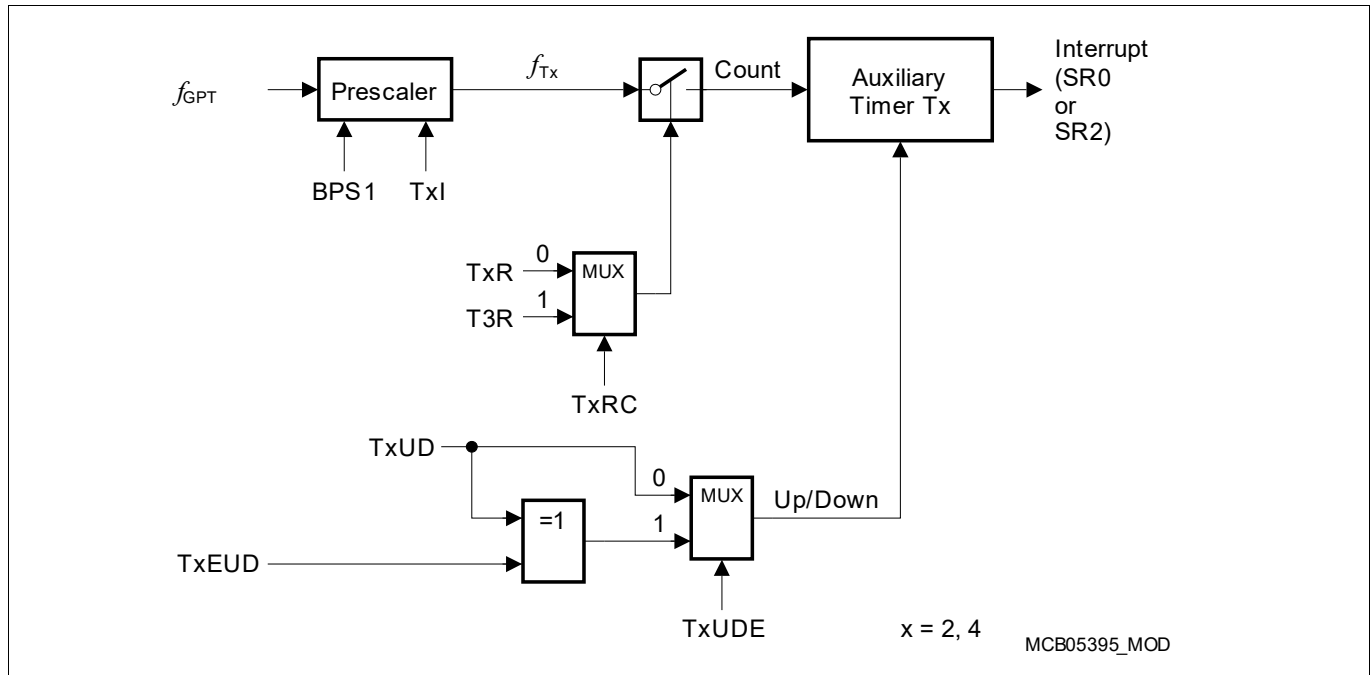 fGPT
Prescaler
fTx
Count
Auxiliary
Timer Tx
Interrupt
(SR0
or
SR2)
BPS1
TxI
TxR
0
T3R
1
MUX
TxRC
TxUD
TxEUD
=1
0
1
MUX
Up/Down
TxUDE
x = 2, 4
MCB05395_MOD